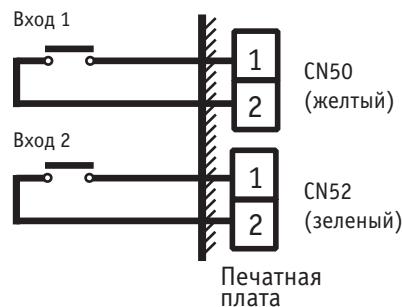 Вход 1
1
2
CN50
(желтый)
Вход 2
1
2
CN52
(зеленый)
Печатная
плата